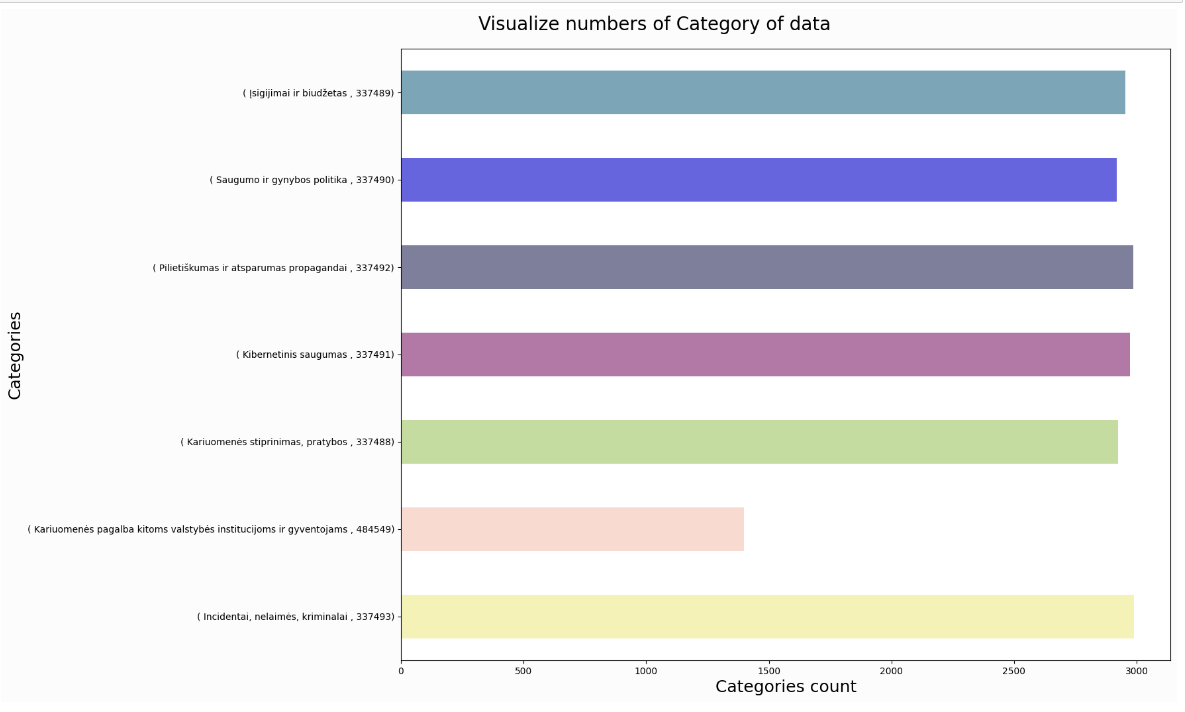 Visualize numbers of Category of data
( Įsigijimai ir biudžetas , 337489)
( Saugumo ir gynybos politika , 337490)
( Pilietiškumas ir atsparumas propagandai , 337492)
( Kibernetinis saugumas , 337491)
( Kariuomenės stiprinimas, pratybos , 337488)
( Kariuomenės pagalba kitoms valstybės institucijoms ir gyventojams , 484549)
( Incidentai, nelaimės, kriminalai , 337493)
Categories
0 500 1000 1500 2000 2500 3000
Categories count